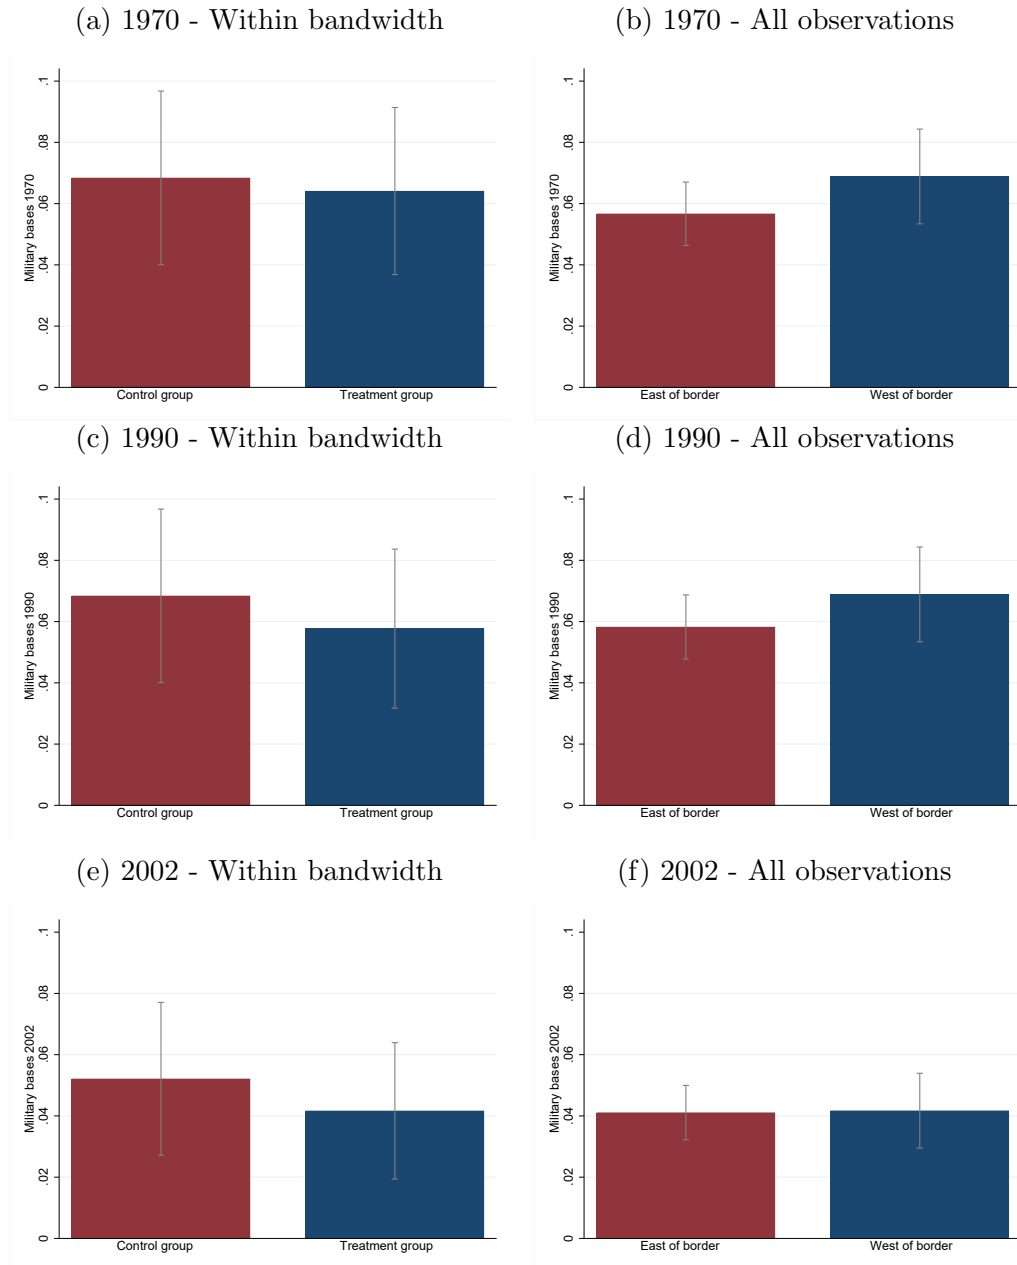 (a) 1970 - Within bandwidth
(b) 1970 - All observations
Military bases 1970
0
.02
.04
.06
.08
.1
Control group
Treatment group
Military bases 1970
0
.02
.04
.06
.08
.1
East of border
West of border
(c) 1990 - Within bandwidth
(d) 1990 - All observations
Military bases 1990
0
.02
.04
.06
.08
.1
Control group
Treatment group
Military bases 1990
0
.02
.04
.06
.08
.1
East of border
West of border
(e) 2002 - Within bandwidth
(f) 2002 - All observations
Military bases 2002
0
.02
.04
.06
.08
.1
Control group
Treatment group
Military bases 2002
0
.02
.04
.06
.08
.1
East of border
West of border